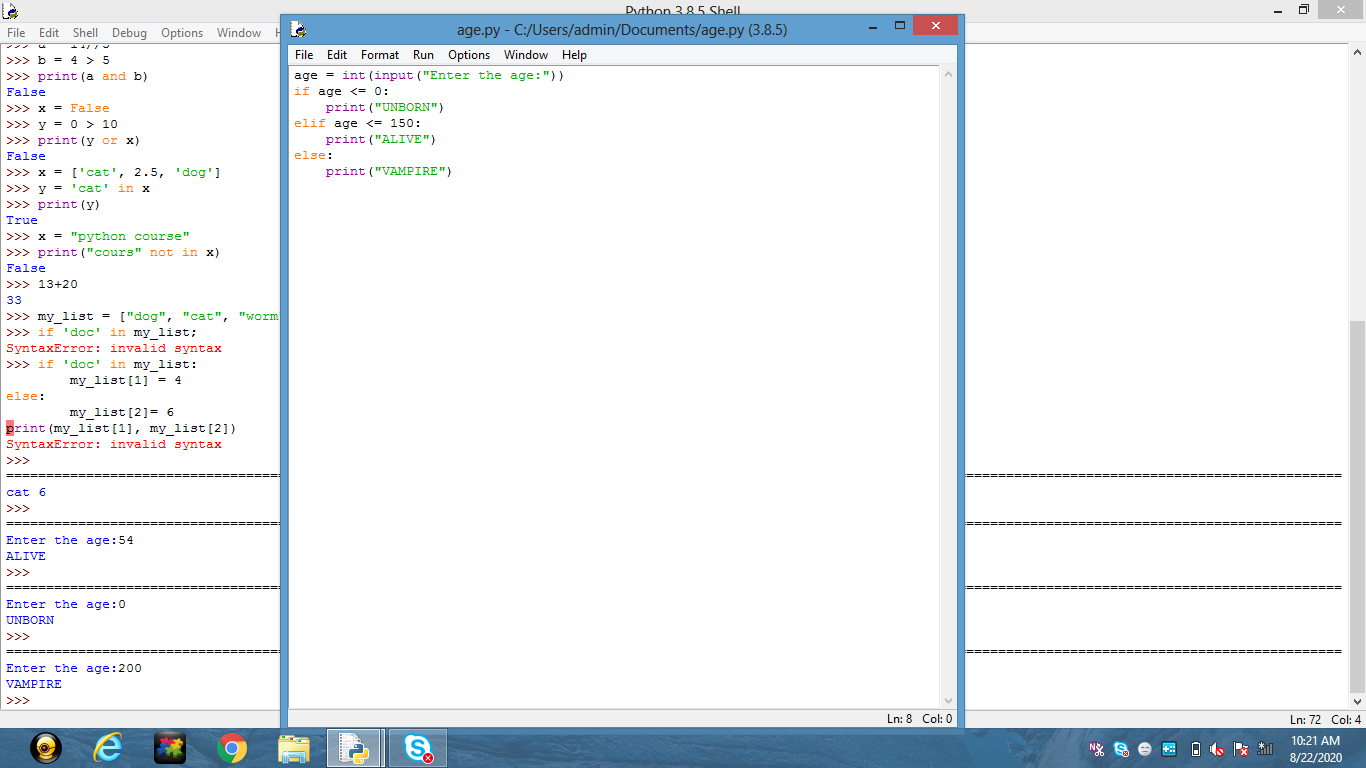 Python 3.8.5 Shell
File Edit Shell Debug Options Window
>>> b = 4 > 5
>>> print(a and b)
False
>>> x = False
>>> y = 0 > 10
>>> print(y or x)
False
>>> x = ['cat', 2.5, 'dog']
>>> y = 'cat' in x
>>> print(y)
True
>>> x = "python course"
>>> print("cours" not in x)
False
>>> 13+20
33
>>> my_list = ["dog", "cat", "worm
>>> if 'doc' in my_list;
SyntaxError: invalid syntax
>>> if 'doc' in my_list:
        my_list[1] = 4
else:
        my_list[2]= 6
print(my_list[1], my_list[2])
SyntaxError: invalid syntax
>>>
cat 6
>>>
Enter the age:54
ALIVE
>>>
Enter the age:0
UNBORN
>>>
Enter the age:200
VAMPIRE
>>>
Ln: 72 Col: 4
age.py - C:/Users/admin/Documents/age.py (3.8.5)
File Edit Format Run Options Window Help
age = int(input("Enter the age:"))
if age <= 0:
    print("UNBORN")
elif age <= 150:
    print("ALIVE")
else:
    print("VAMPIRE")
Ln: 8 Col: 0
10:21 AM
8/22/2020